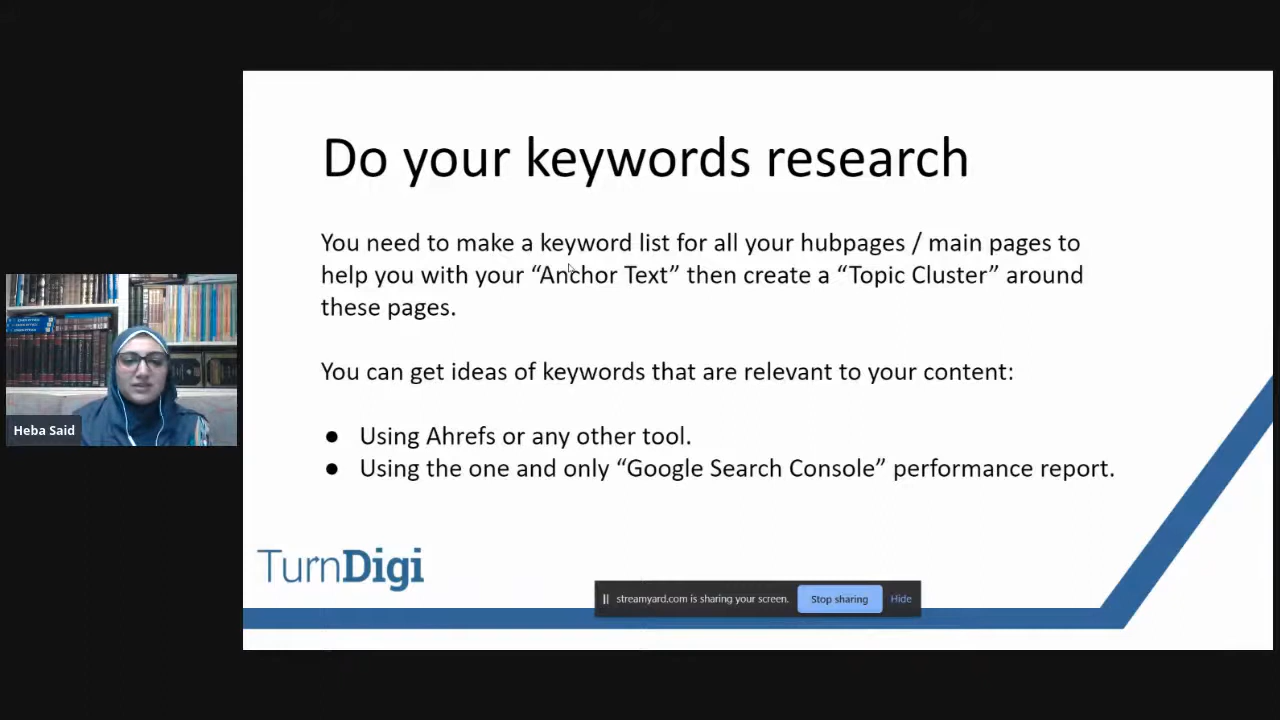 Do your keywords research
You need to make a keyword list for all your hubpages / main pages to
help you with your “Anchor Text” then create a “Topic Cluster” around
these pages.
You can get ideas of keywords that are relevant to your content:
● Using Ahrefs or any other tool.
● Using the one and only “Google Search Console” performance report.
Heba Said
TurnDigi
streamyard.com is sharing your screen. Stop sharing Hide